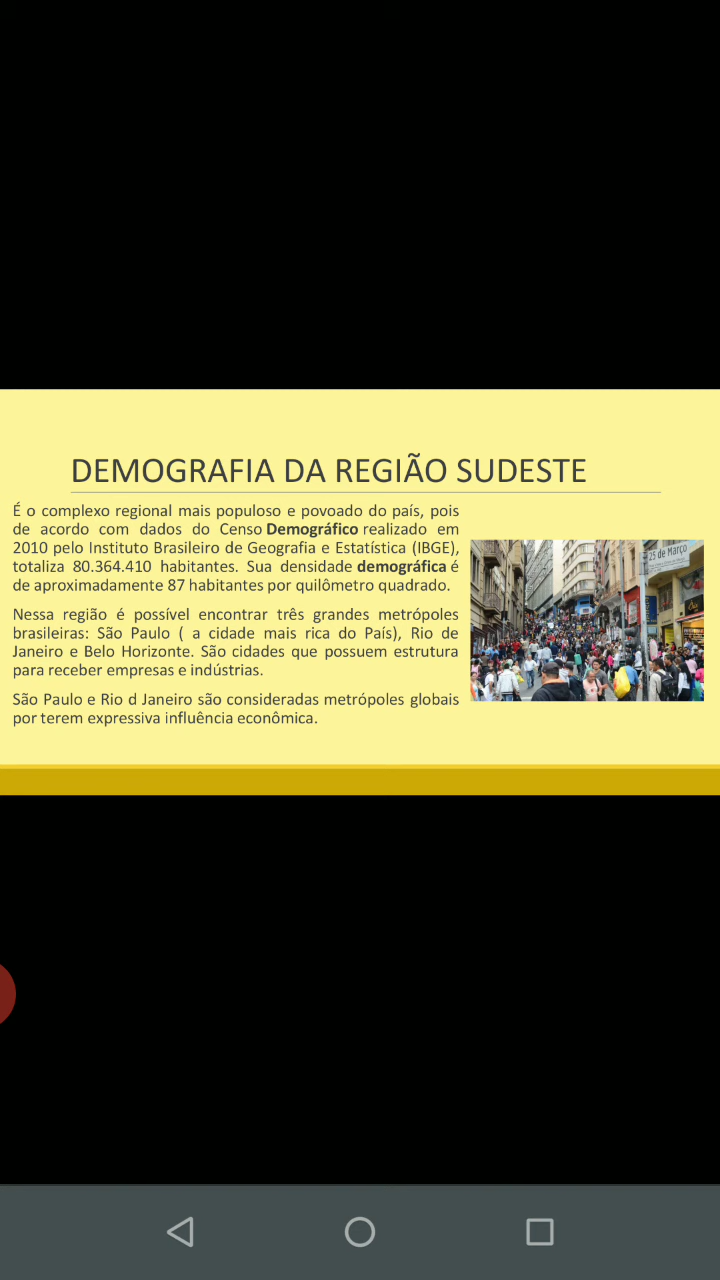 DEMOGRAFIA DA REGIÃO SUDESTE
É o complexo regional mais populoso e povoado do país, pois
de acordo com dados do Censo Demográfico realizado em
2010 pelo Instituto Brasileiro de Geografia e Estatística (IBGE),
totaliza 80.364.410 habitantes. Sua densidade demográfica é
de aproximadamente 87 habitantes por quilômetro quadrado.
Nessa região é possível encontrar três grandes metrópoles
brasileiras: São Paulo ( a cidade mais rica do País), Rio de
Janeiro e Belo Horizonte. São cidades que possuem estrutura
para receber empresas e indústrias.
São Paulo e Rio d Janeiro são consideradas metrópoles globais
por terem expressiva influência econômica.
25 de Março